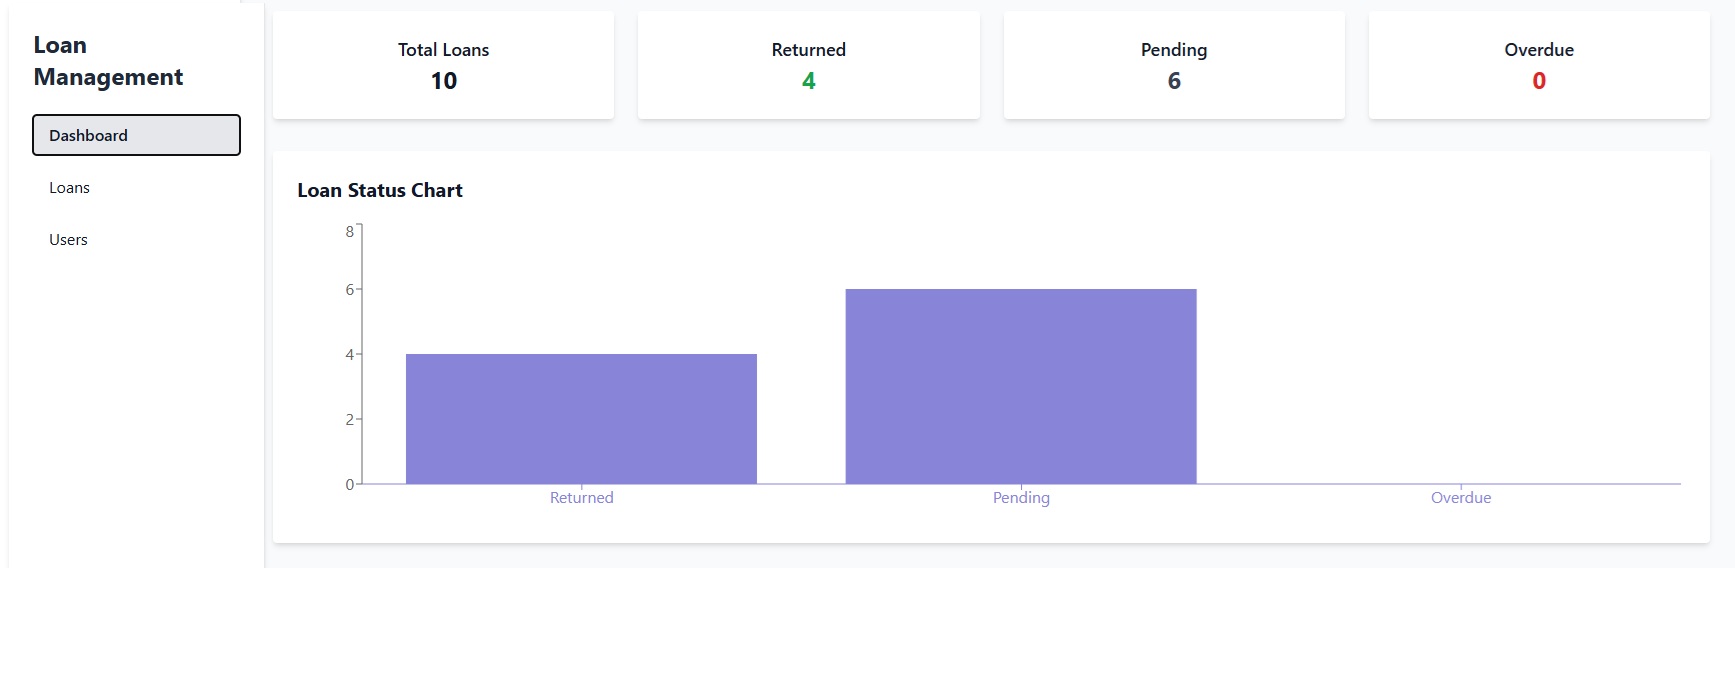 Loan
Management
Dashboard
Loans
Users
Total Loans
10
Returned
4
Pending
6
Overdue
0
Loan Status Chart
8
6
4
2
0
Returned
Pending
Overdue